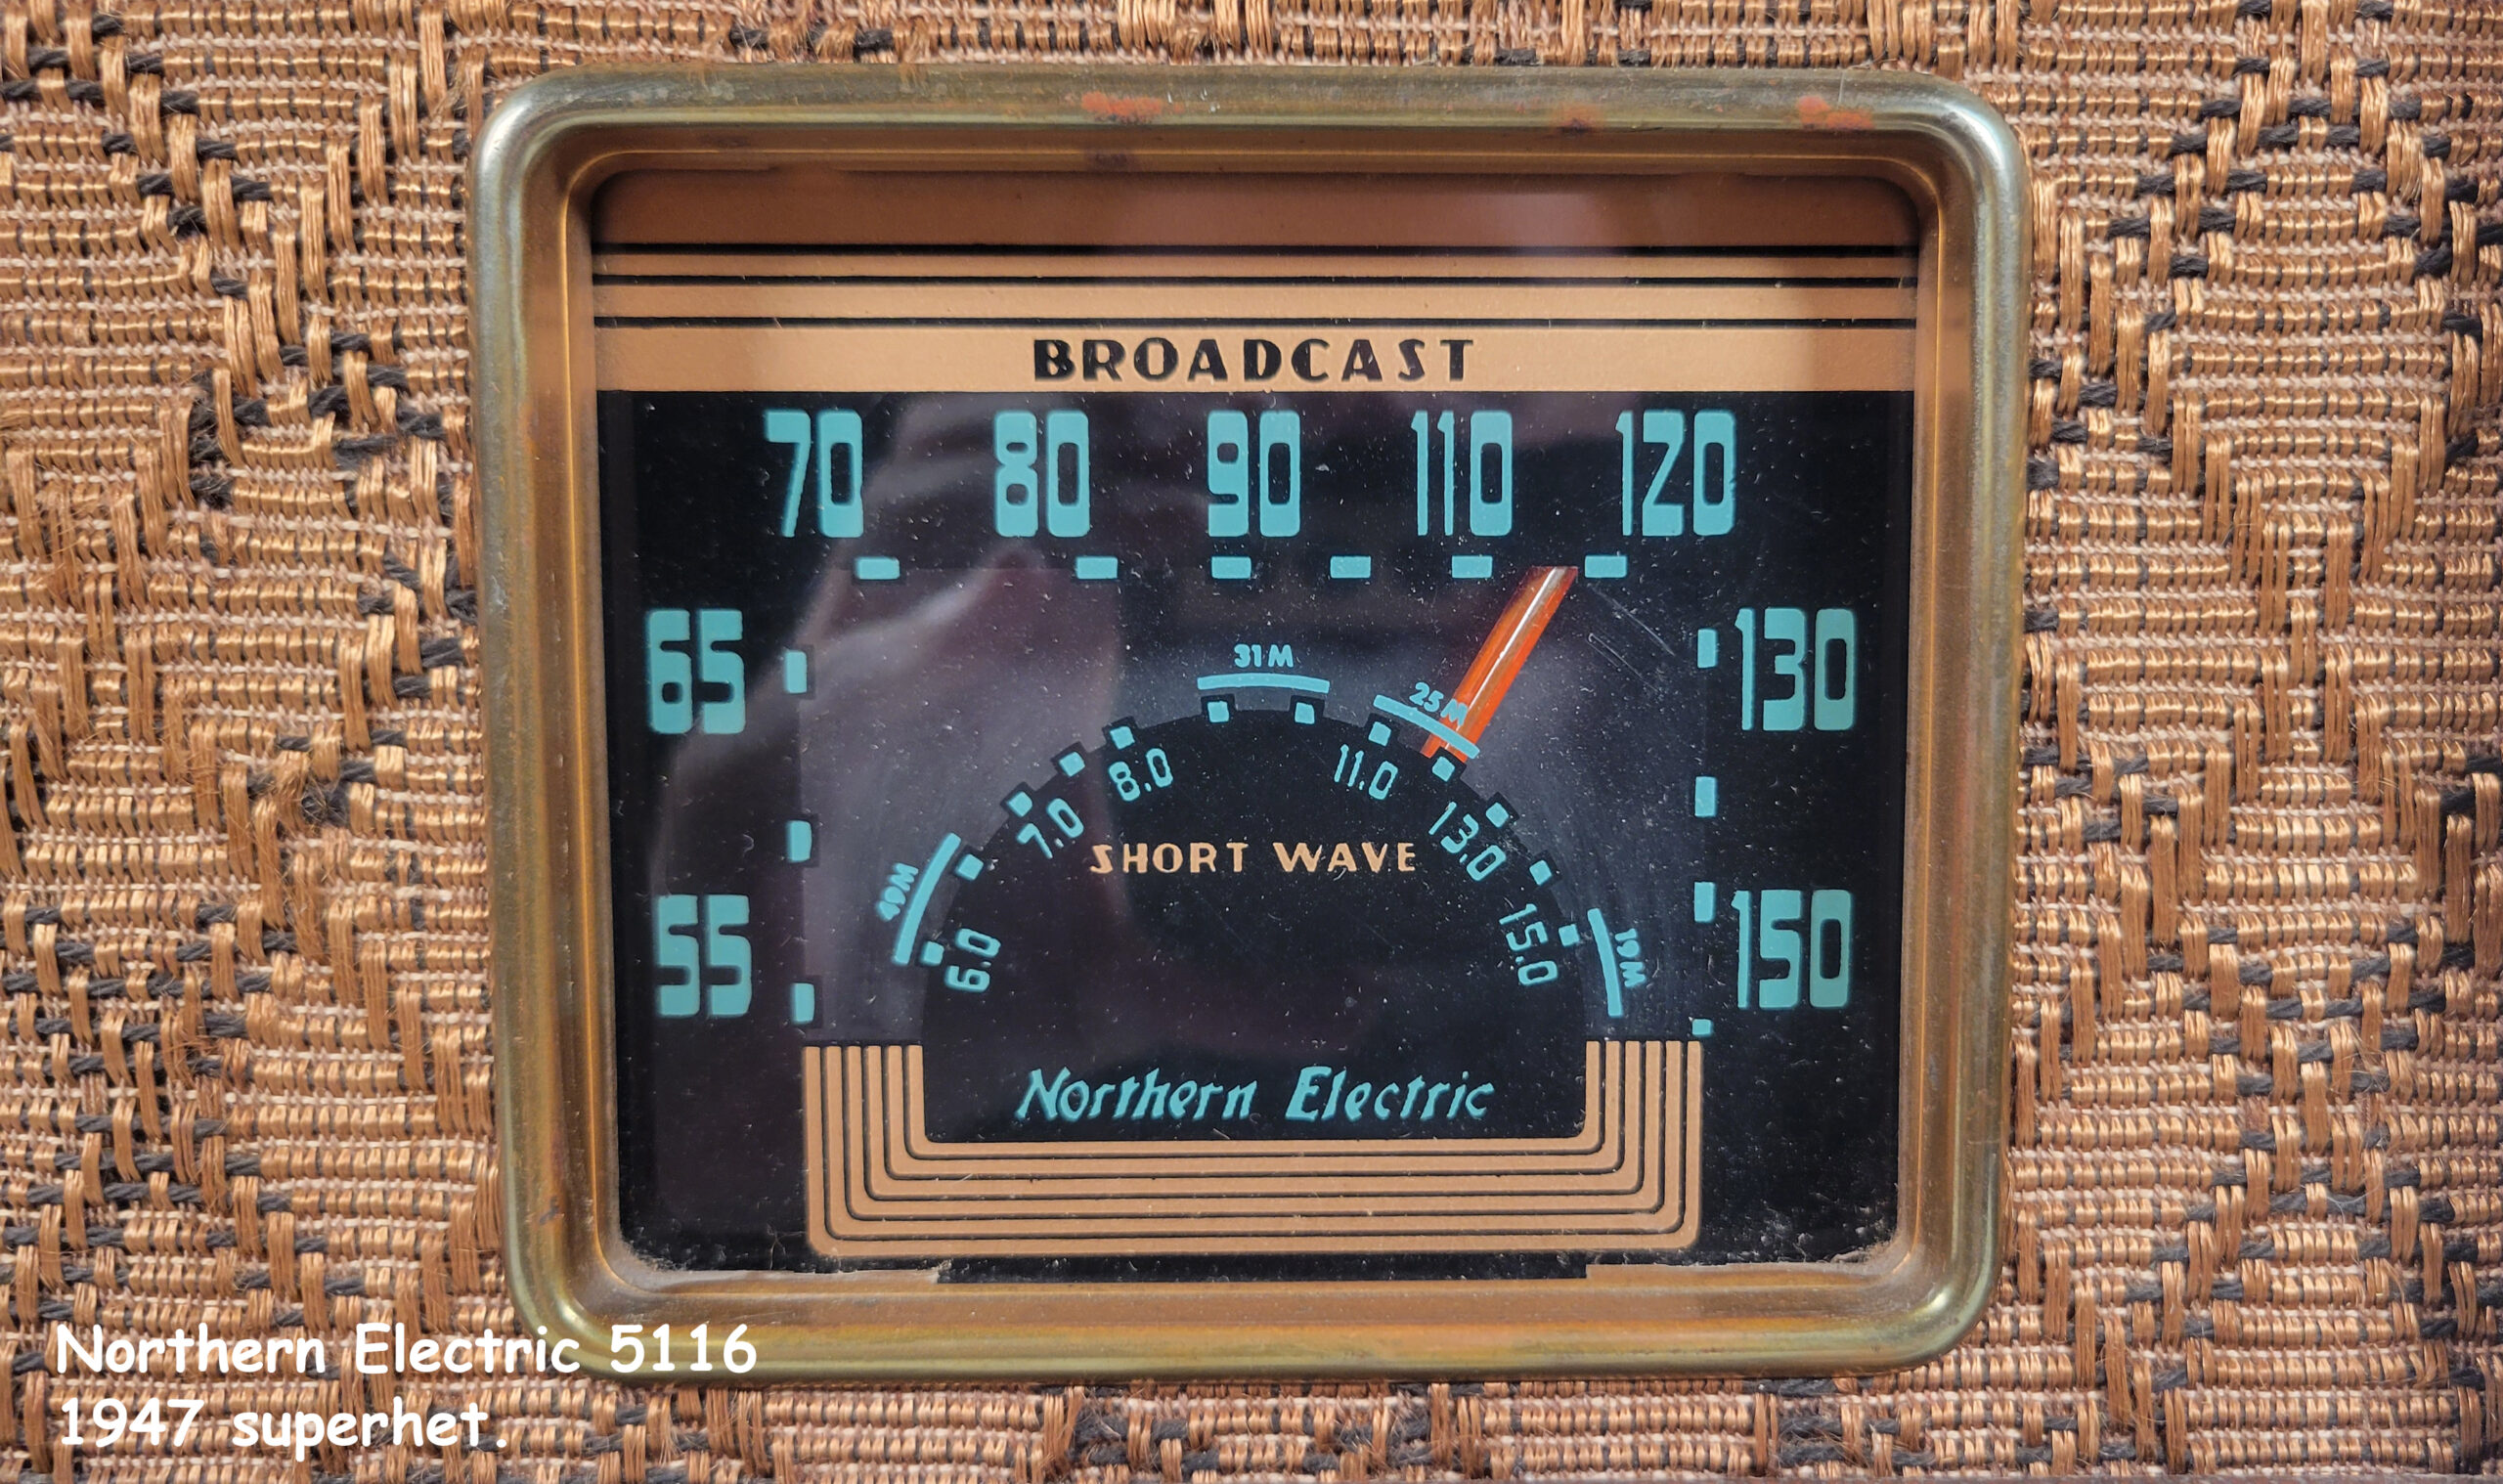 BROADCAST
70 80 90 110 120
65 130
55 150
31M
25M
49M
19M
6.0 7.0 8.0 11.0 13.0 15.0
SHORT WAVE
Northern Electric
Northern Electric 5116
1947 superhet.